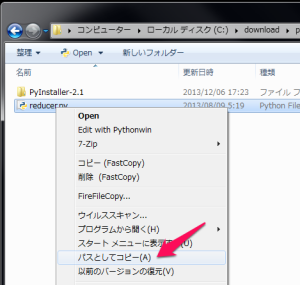 コンピューター ▸ ローカル ディスク (C:) ▸ download ▸
整理 ▼ Open ▼ 新しいフォルダー
名前 更新日時 種類
PyInstaller-2.1 2013/12/06 17:23 ファイル フ
reducer.py 2013/08/09 5:19 Python File
Open
Edit with Pythonwin
7-Zip
コピー (FastCopy)
削除 (FastCopy)
FireFileCopy...
ウイルススキャン...
プログラムから開く(H)
スタート メニューに表示する(U)
パスとしてコピー(A)
以前のバージョンの復元(V)